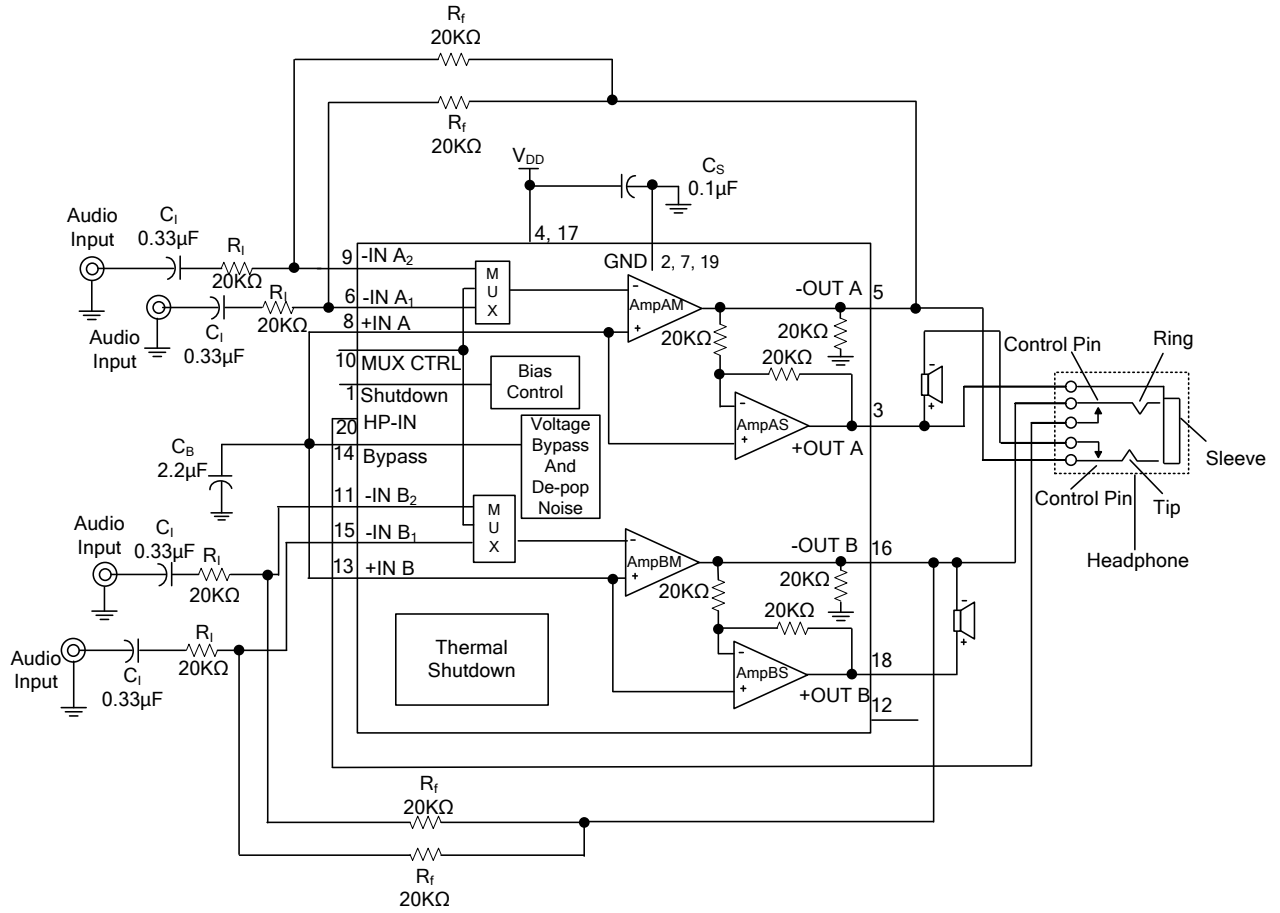 Rf
20KΩ
Rf
20KΩ
VDD
CS
0.1µF
4, 17
Audio
Input
CI
0.33µF
RI
20KΩ
9
-IN A2
GND
2, 7, 19
M
U
X
AmpAM
-
+
-OUT A
5
Audio
Input
CI
0.33µF
RI
20KΩ
6
-IN A1
8
+IN A
20KΩ
20KΩ
20KΩ
10
MUX CTRL
Bias
Control
1
Shutdown
AmpAS
-
+
3
+OUT A
-
+
Control Pin
Ring
Sleeve
Control Pin
Tip
Headphone
20
HP-IN
Voltage
Bypass
And
De-pop
Noise
CB
2.2µF
14
Bypass
11
-IN B2
M
U
X
Audio
Input
CI
0.33µF
RI
20KΩ
15
-IN B1
13
+IN B
AmpBM
-
+
-OUT B
16
20KΩ
20KΩ
20KΩ
-
+
Audio
Input
CI
0.33µF
RI
20KΩ
Thermal
Shutdown
AmpBS
-
+
18
+OUT B
12
Rf
20KΩ
Rf
20KΩ